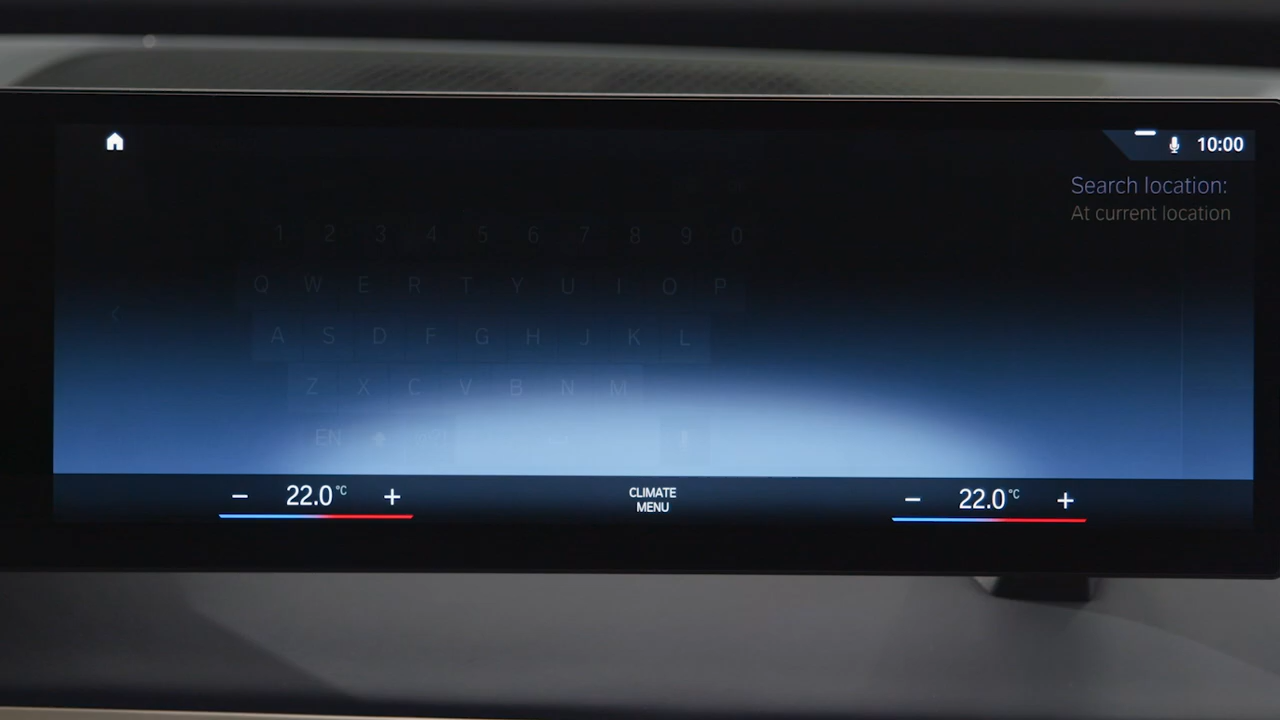 10:00
Search location:
At current location
1 2 3 4 5 6 7 8 9 0
Q W E R T Y U I O P
A S D F G H J K L
Z X C V B N M
EN
22.0 °C
CLIMATE
MENU
22.0 °C